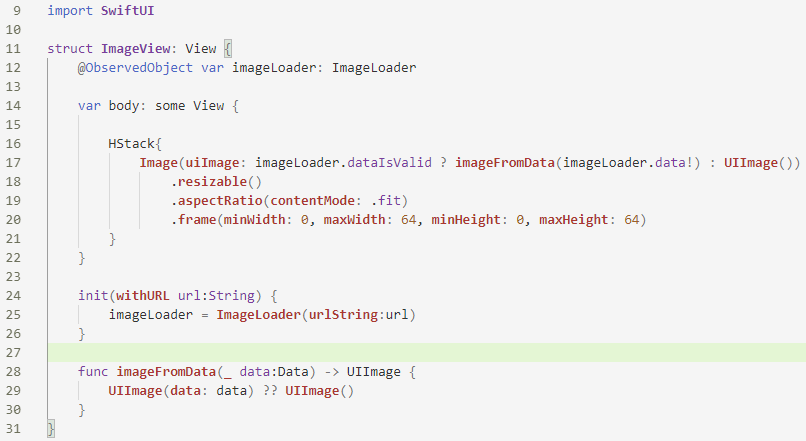 9 import SwiftUI
10
11 struct ImageView: View {
12     @ObservedObject var imageLoader: ImageLoader
13
14     var body: some View {
15
16         HStack{
17             Image(uiImage: imageLoader.dataIsValid ? imageFromData(imageLoader.data!) : UIImage())
18                 .resizable()
19                 .aspectRatio(contentMode: .fit)
20                 .frame(minWidth: 0, maxWidth: 64, minHeight: 0, maxHeight: 64)
21         }
22     }
23
24     init(withURL url:String) {
25         imageLoader = ImageLoader(urlString:url)
26     }
27
28     func imageFromData(_ data:Data) -> UIImage {
29         UIImage(data: data) ?? UIImage()
30     }
31 }